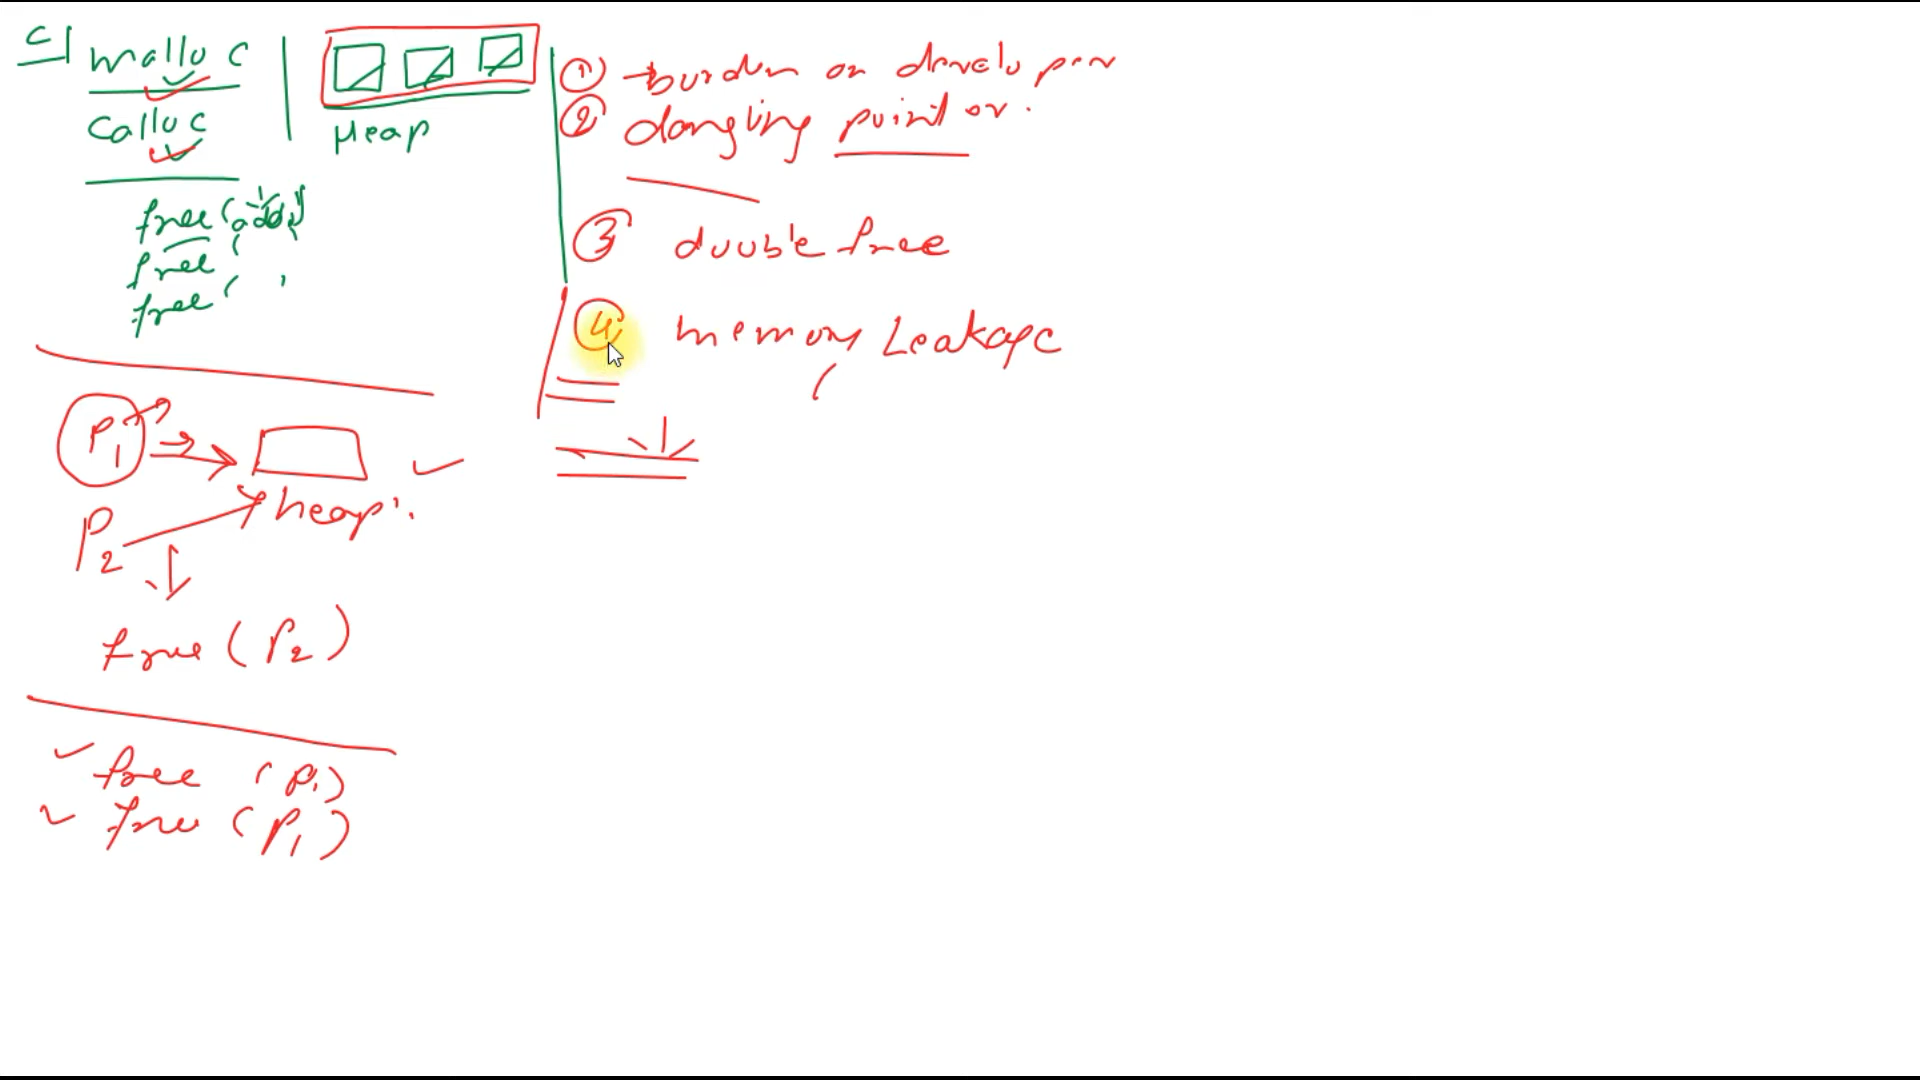 C
malloc
calloc
free(addr)
free(
free(
Heap
① burden on developer
② dangling pointer.
③ double free
④ memory Leakage
P1
heap.
P2
free (P2)
free (P1)
free (P1)